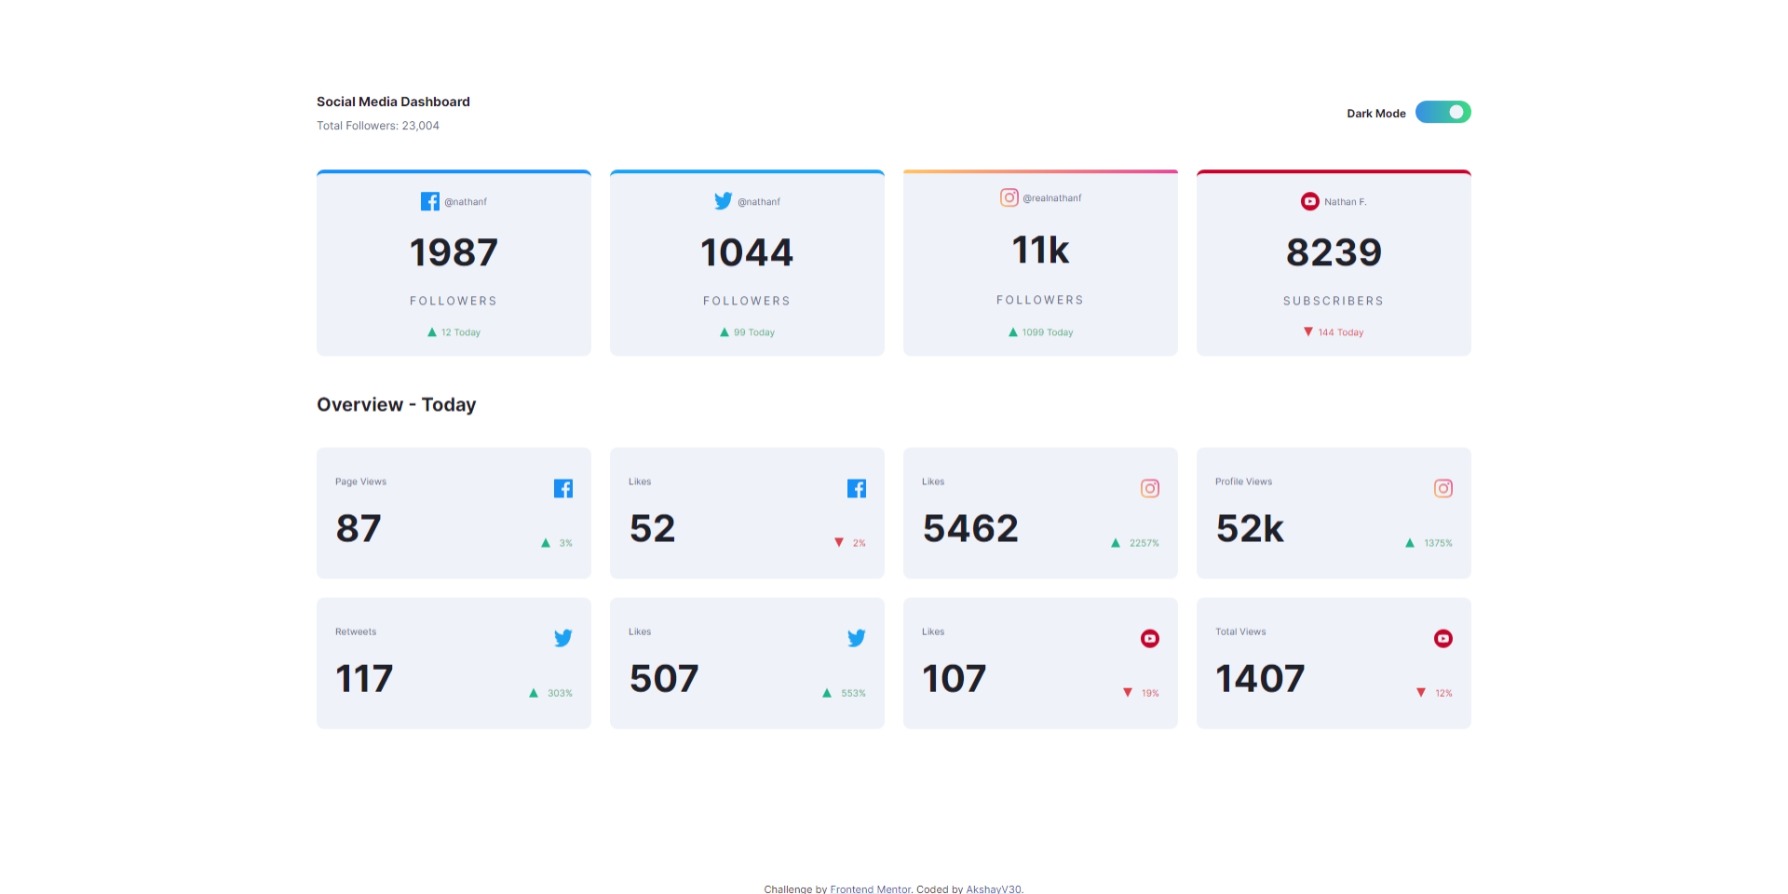 Social Media Dashboard
Total Followers: 23,004
Dark Mode
@nathanf
1987
FOLLOWERS
12 Today
@nathanf
1044
FOLLOWERS
99 Today
@realnathanf
11k
FOLLOWERS
1099 Today
Nathan F.
8239
SUBSCRIBERS
144 Today
Overview - Today
Page Views
87
3%
Likes
52
2%
Likes
5462
2257%
Profile Views
52k
1375%
Retweets
117
303%
Likes
507
553%
Likes
107
19%
Total Views
1407
12%
Challenge by Frontend Mentor. Coded by AkshayV30.